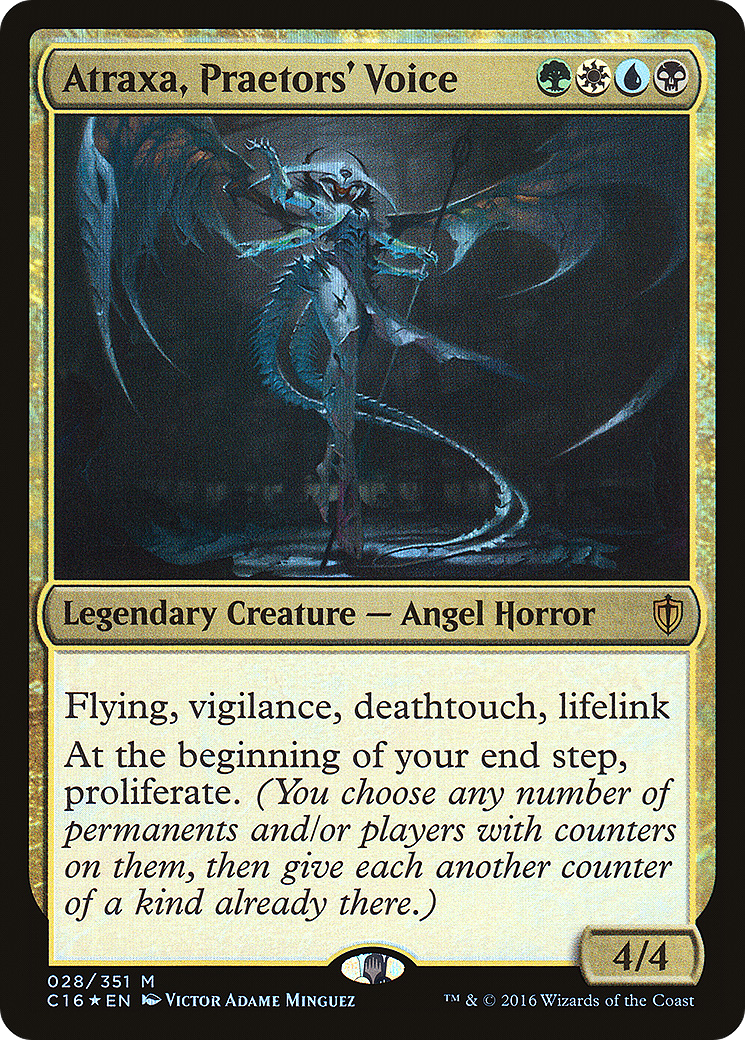 Atraxa, Praetors' Voice
Legendary Creature — Angel Horror
Flying, vigilance, deathtouch, lifelink
At the beginning of your end step,
proliferate. (You choose any number of
permanents and/or players with counters
on them, then give each another counter
of a kind already there.)
4/4
028/351 M
C16★EN Victor Adame Minguez
™ & © 2016 Wizards of the Coast